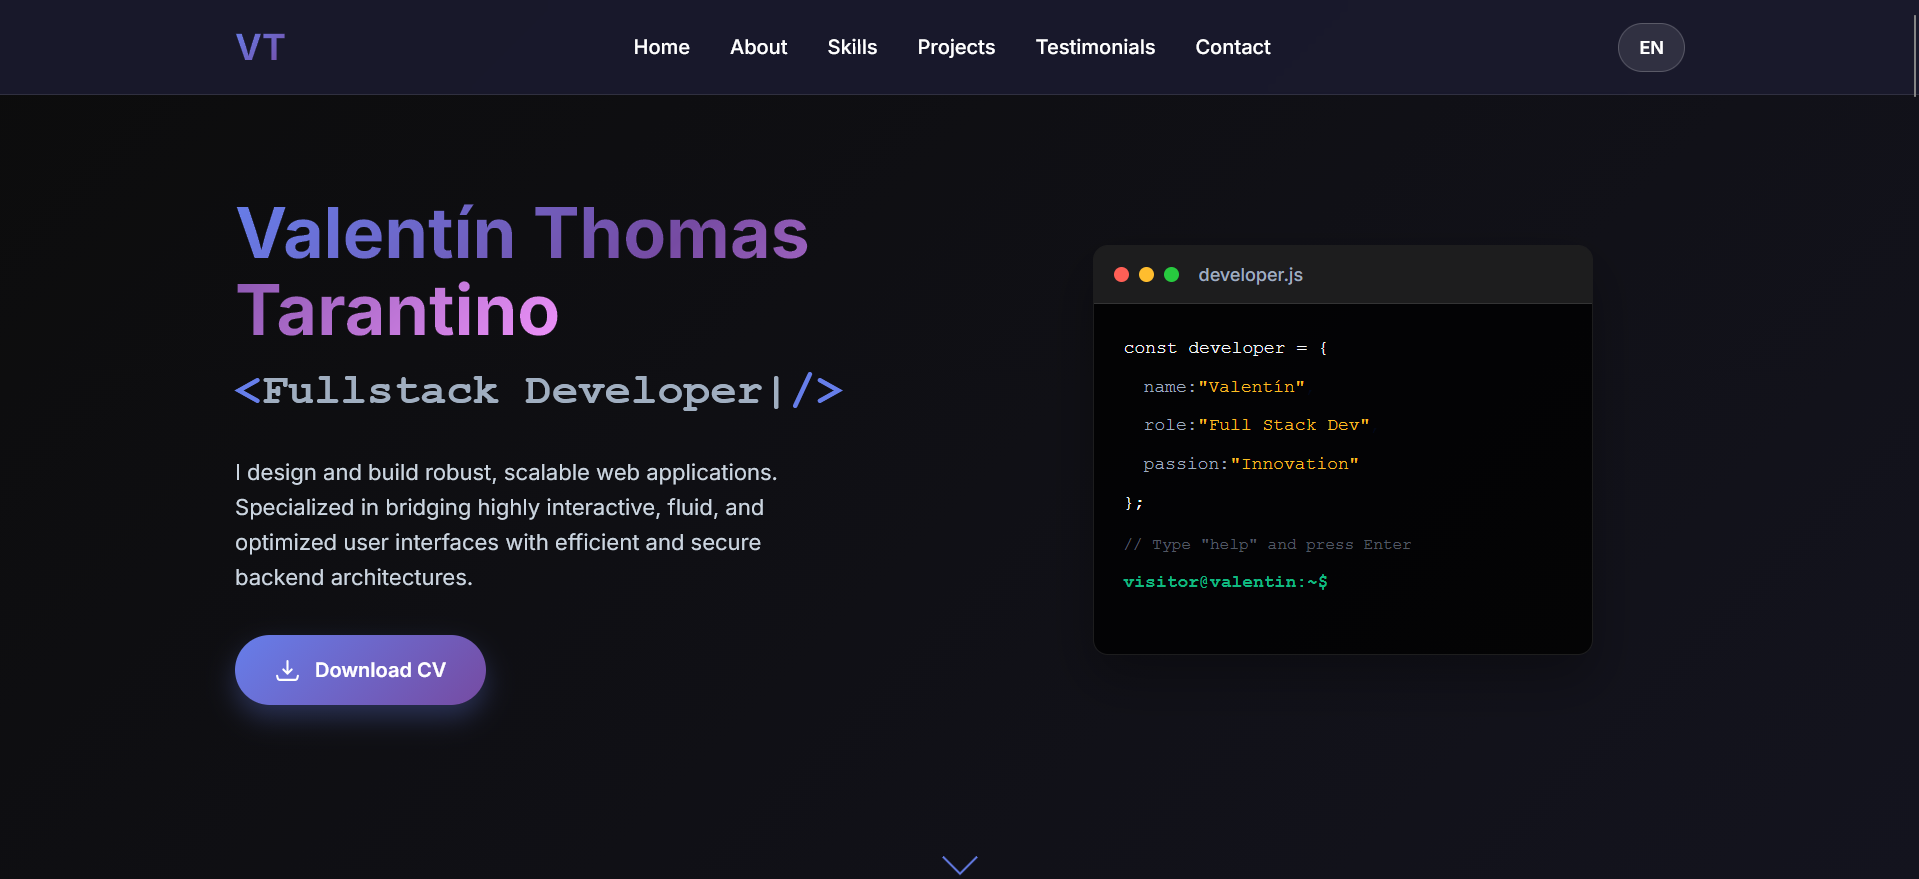 VT
Home
About
Skills
Projects
Testimonials
Contact
EN
Valentín Thomas
Tarantino
<Fullstack Developer|/>
I design and build robust, scalable web applications.
Specialized in bridging highly interactive, fluid, and
optimized user interfaces with efficient and secure
backend architectures.
Download CV
developer.js
const developer = {
name:"Valentín"
role:"Full Stack Dev"
passion:"Innovation"
};
// Type "help" and press Enter
visitor@valentin:~$